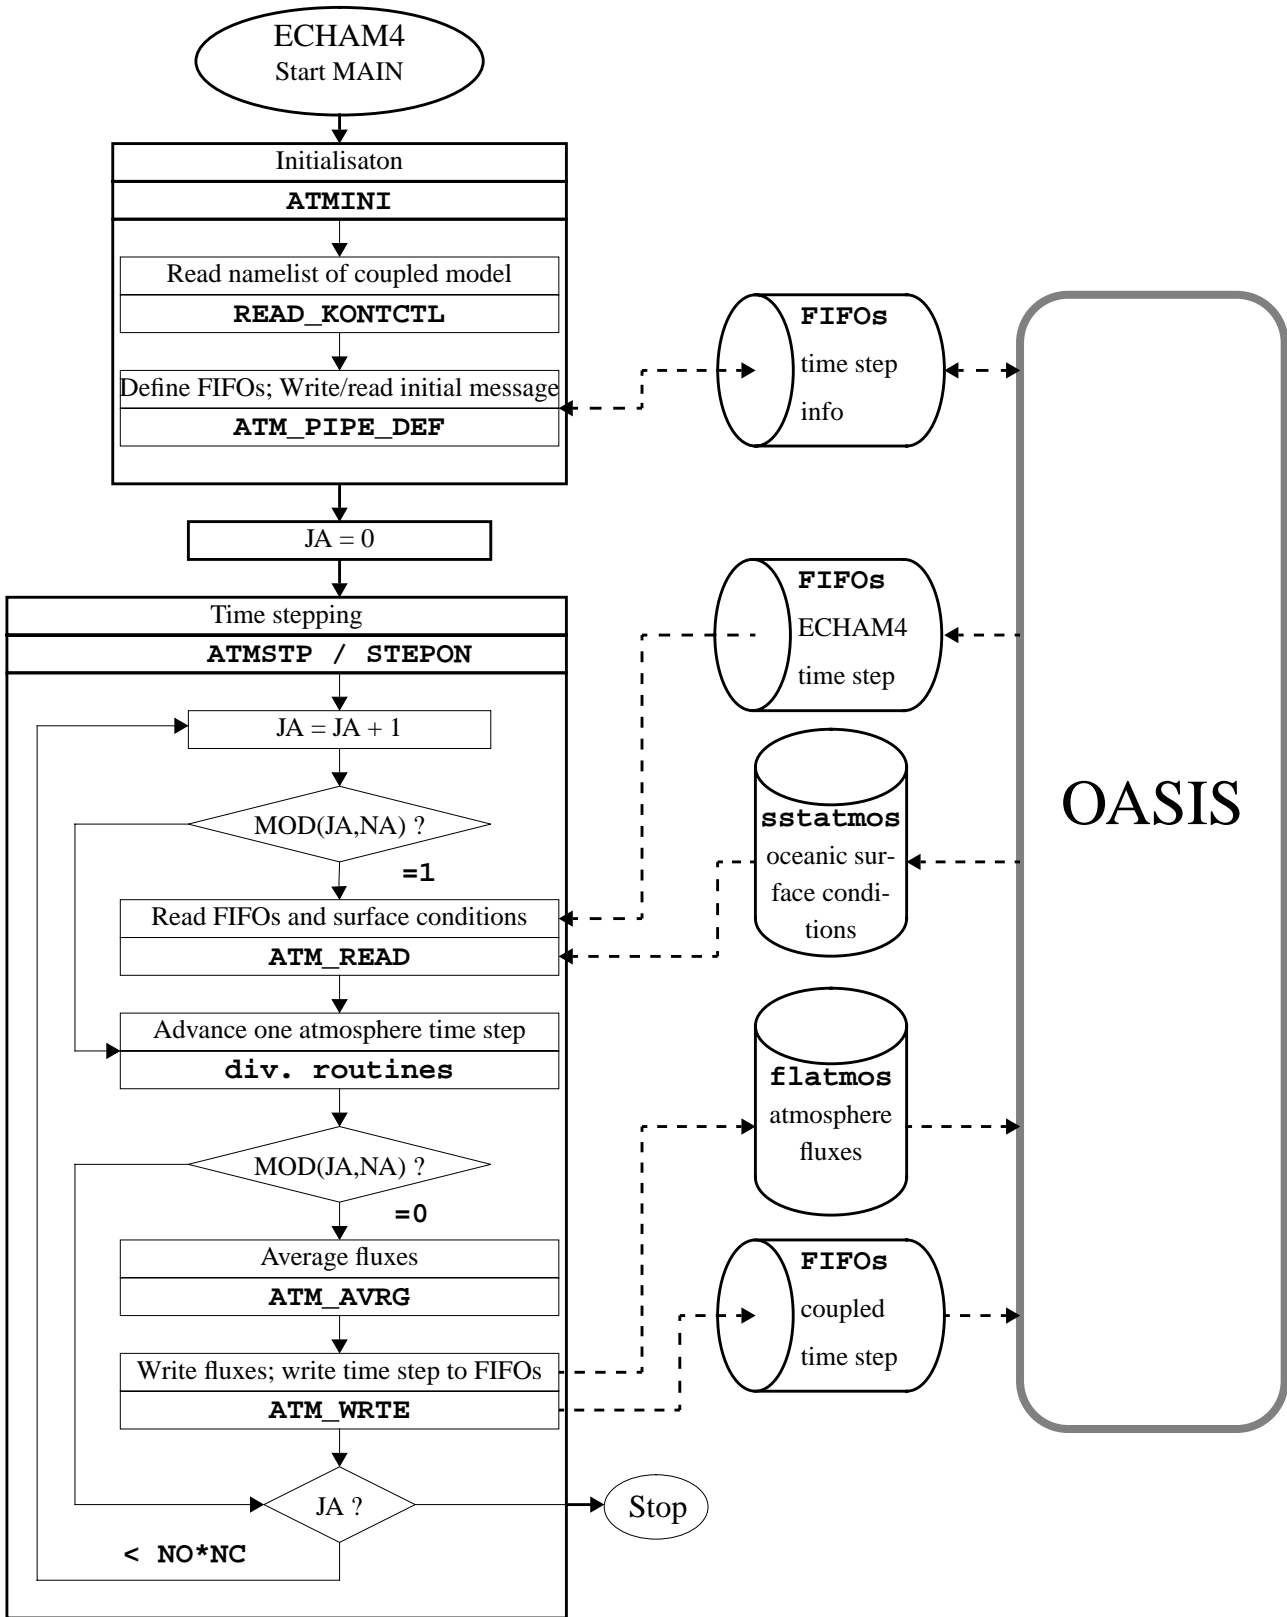 ECHAM4
Start MAIN
Initialisaton
ATMINI
Read namelist of coupled model
READ_KONTCTL
Define FIFOs; Write/read initial message
ATM_PIPE_DEF
JA = 0
Time stepping
ATMSTP / STEPON
JA = JA + 1
MOD(JA,NA) ?
=1
Read FIFOs and surface conditions
ATM_READ
Advance one atmosphere time step
div. routines
MOD(JA,NA) ?
=0
Average fluxes
ATM_AVRG
Write fluxes; write time step to FIFOs
ATM_WRTE
JA ?
< NO*NC
Stop
FIFOs
time step
info
FIFOs
ECHAM4
time step
sstatmos
oceanic sur-
face condi-
tions
flatmos
atmosphere
fluxes
FIFOs
coupled
time step
OASIS